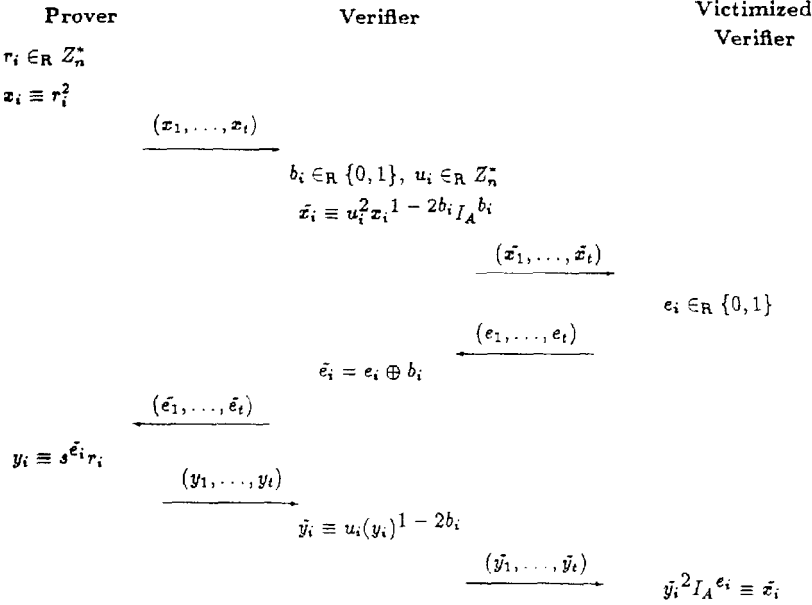 Prover Verifier Victimized Verifier
r_i ∈_R Z_n^*
x_i ≡ r_i^2
(x_1, ..., x_t)
b_i ∈_R {0, 1}, u_i ∈_R Z_n^*
x̃_i ≡ u_i^2 x_i^{1 − 2b_i} I_A^{b_i}
(x̃_1, ..., x̃_t)
e_i ∈_R {0, 1}
(e_1, ..., e_t)
ẽ_i = e_i ⊕ b_i
(ẽ_1, ..., ẽ_t)
y_i ≡ s^{ẽ_i} r_i
(y_1, ..., y_t)
ỹ_i ≡ u_i(y_i)^{1 − 2b_i}
(ỹ_1, ..., ỹ_t)
ỹ_i^2 I_A^{e_i} ≡ x̃_i